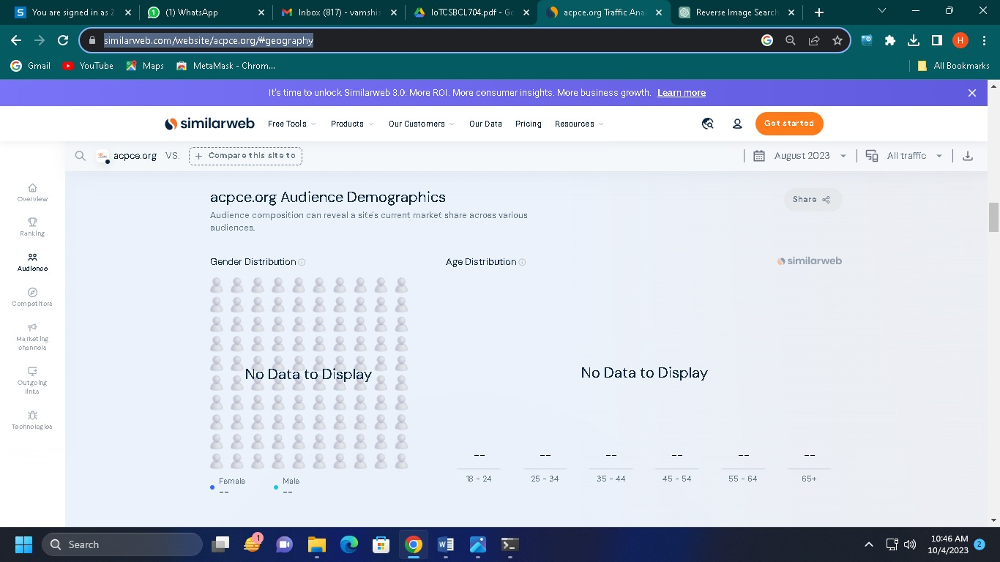 You are signed in as 2
(1) WhatsApp
Inbox (817) - vamshis
IoTCSBCL704.pdf - Go
acpce.org Traffic Anal
Reverse Image Search
similarweb.com/website/acpce.org/#geography
H
Gmail
YouTube
Maps
MetaMask - Chrom...
All Bookmarks
It's time to unlock Similarweb 3.0: More ROI. More consumer insights. More business growth. Learn more
similarweb
Free Tools
Products
Our Customers
Our Data
Pricing
Resources
Get started
acpce.org VS. + Compare this site to
August 2023
All traffic
Overview
Ranking
Audience
Competitors
Marketing
channels
Outgoing
links
Technologies
acpce.org Audience Demographics
Share
Audience composition can reveal a site's current market share across various
audiences.
Gender Distribution
Age Distribution
similarweb
No Data to Display
No Data to Display
-- -- -- -- -- --
18 - 24 25 - 34 35 - 44 45 - 54 55 - 64 65+
Female Male
-- --
Search
1
10:46 AM
10/4/2023
2